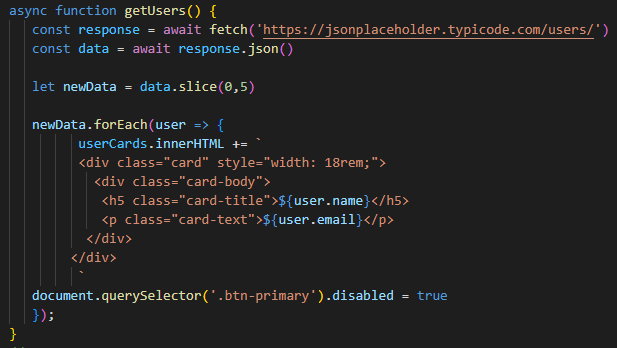 async function getUsers() {
const response = await fetch('https://jsonplaceholder.typicode.com/users/')
const data = await response.json()
let newData = data.slice(0,5)
newData.forEach(user => {
userCards.innerHTML += `
<div class="card" style="width: 18rem;">
<div class="card-body">
<h5 class="card-title">${user.name}</h5>
<p class="card-text">${user.email}</p>
</div>
</div>
`
document.querySelector('.btn-primary').disabled = true
});
}